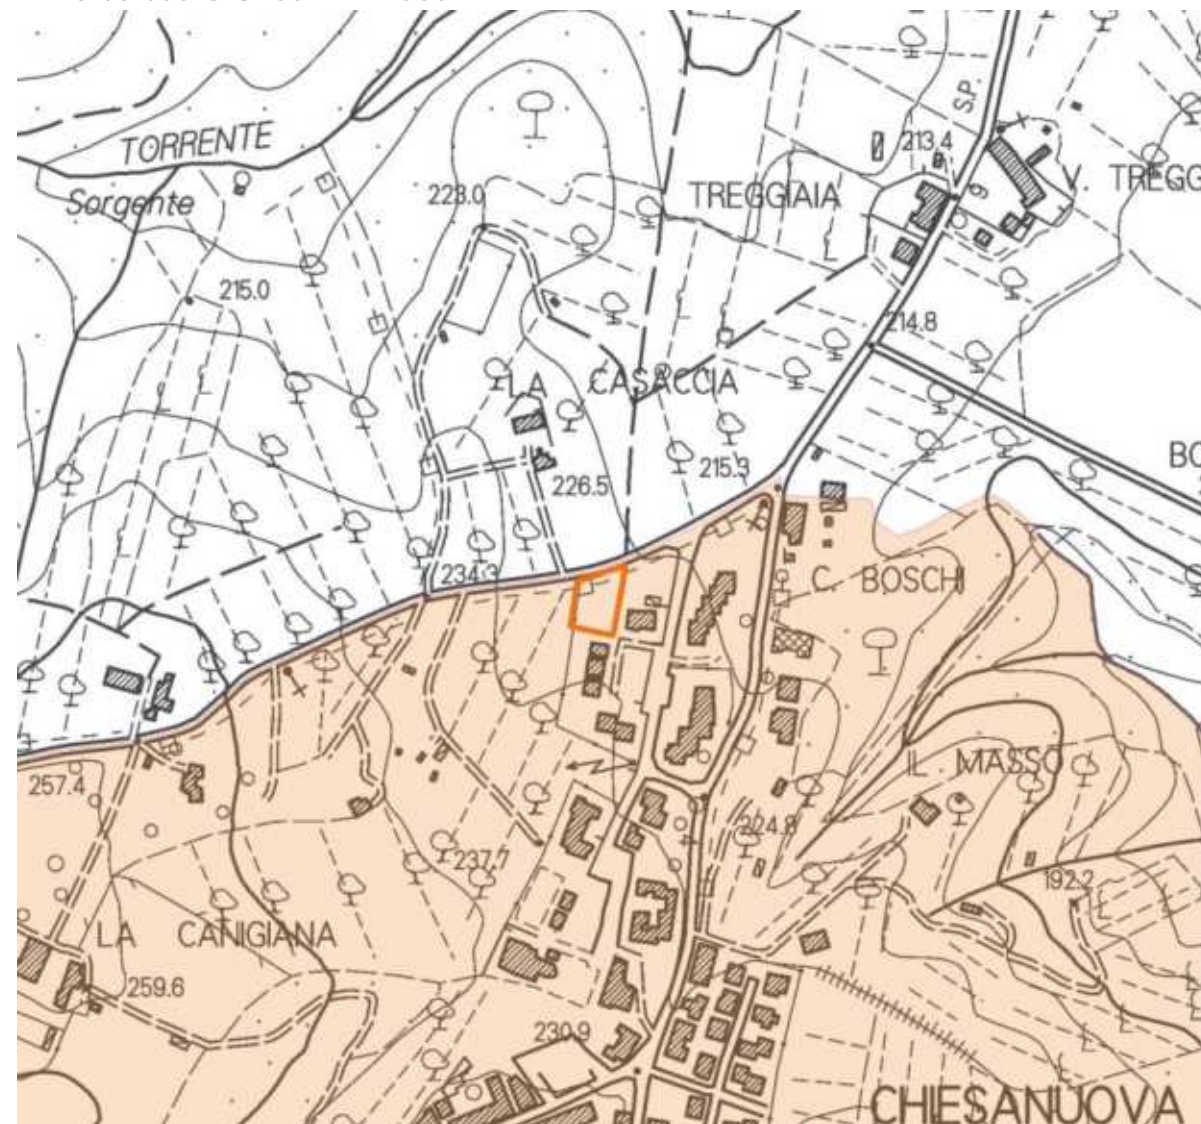 S.P.
TORRENTE
213.4
V. TREGG
Sorgente
223.0
TREGGIAIA
215.0
214.8
LA CASACCIA
BO
226.5
215.3
234.3
C. BOSCHI
257.4
IL MASSO
224.8
237.7
192.2
LA CANIGIANA
259.6
230.9
CHIESANUOVA